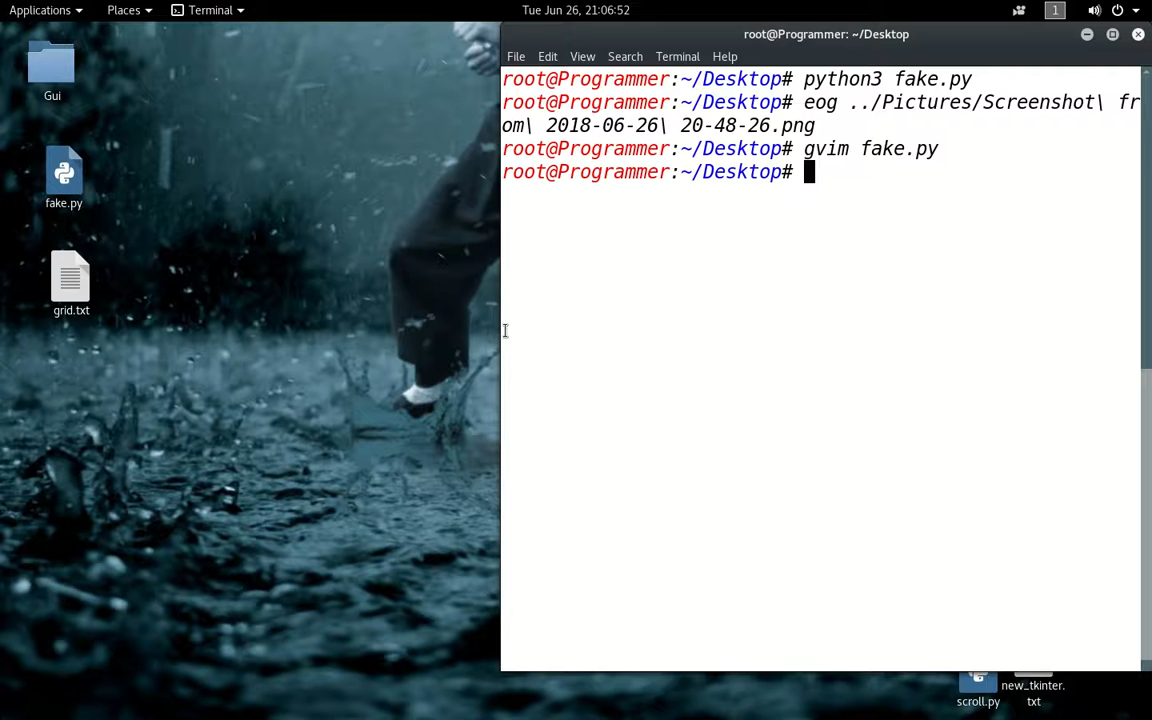 Applications Places Terminal Tue Jun 26, 21:06:52 1
root@Programmer: ~/Desktop
File Edit View Search Terminal Help
root@Programmer:~/Desktop# python3 fake.py
root@Programmer:~/Desktop# eog ../Pictures/Screenshot\ fr
om\ 2018-06-26\ 20-48-26.png
root@Programmer:~/Desktop# gvim fake.py
root@Programmer:~/Desktop#
Gui
fake.py
grid.txt
scroll.py
new_tkinter.
txt